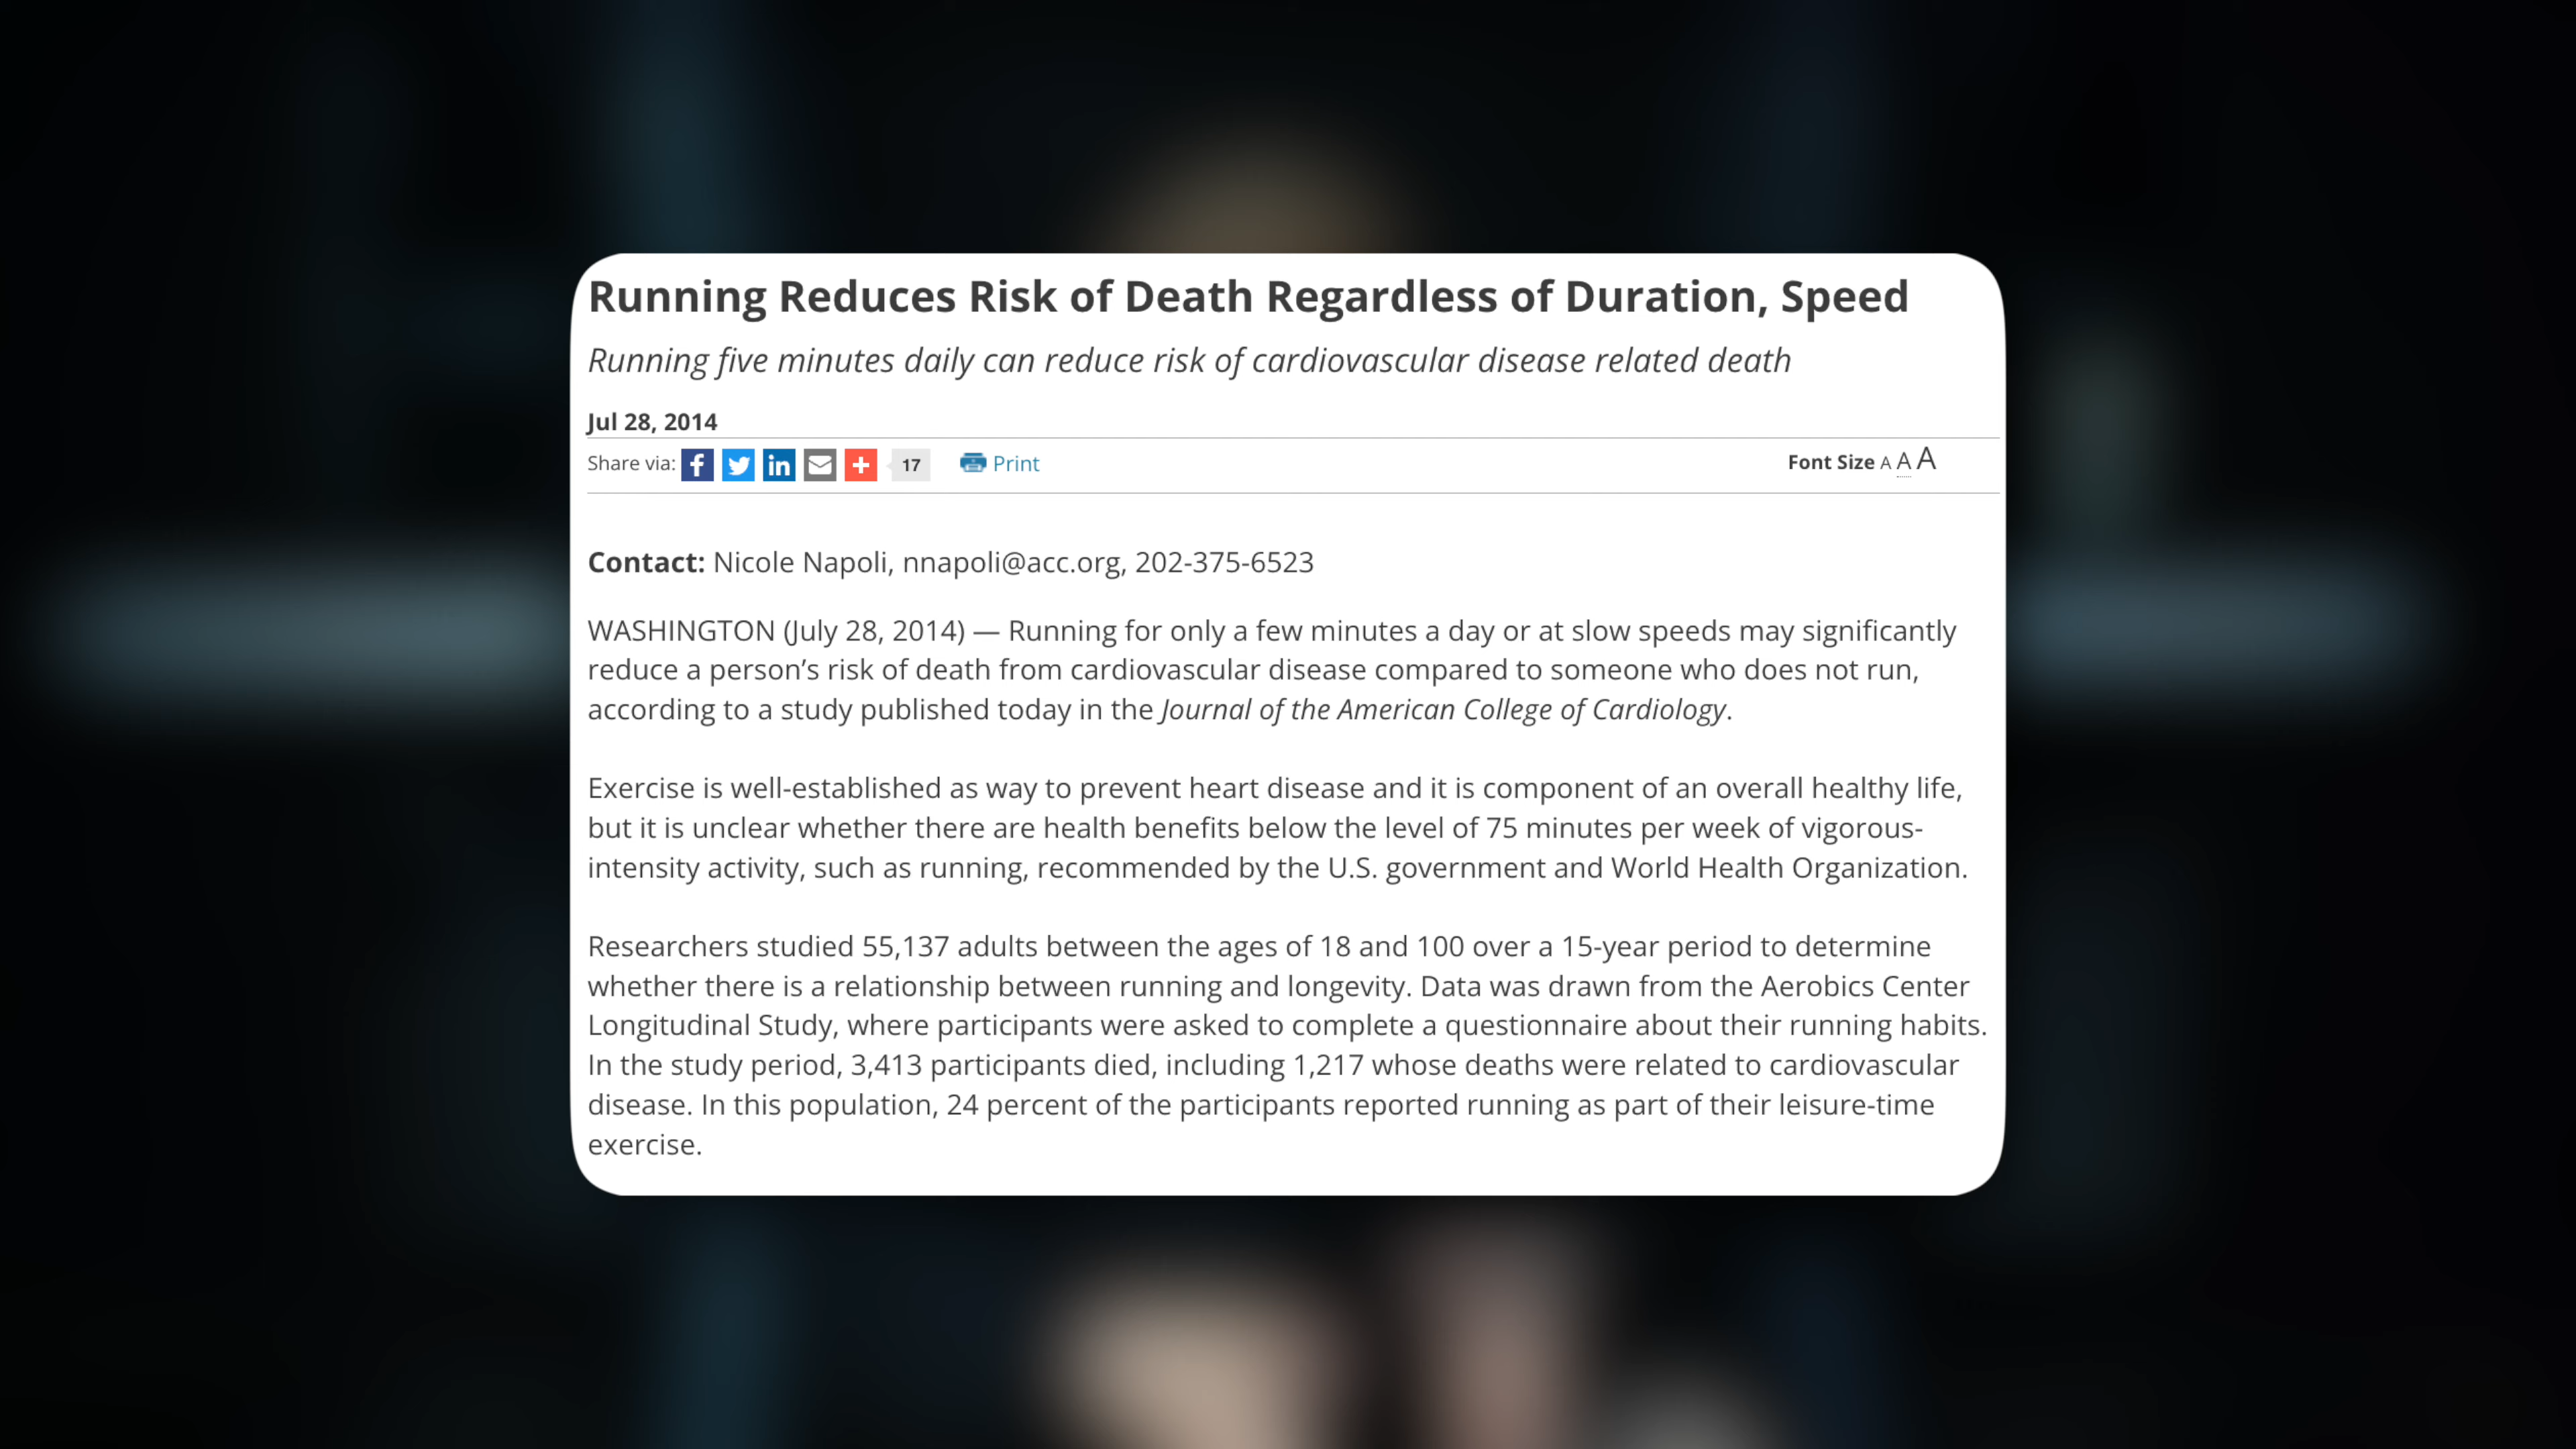 Running Reduces Risk of Death Regardless of Duration, Speed
Running five minutes daily can reduce risk of cardiovascular disease related death
Jul 28, 2014
Share via: f in 17 Print Font Size A A A
Contact: Nicole Napoli, nnapoli@acc.org, 202-375-6523
WASHINGTON (July 28, 2014) — Running for only a few minutes a day or at slow speeds may significantly
reduce a person’s risk of death from cardiovascular disease compared to someone who does not run,
according to a study published today in the Journal of the American College of Cardiology.
Exercise is well-established as way to prevent heart disease and it is component of an overall healthy life,
but it is unclear whether there are health benefits below the level of 75 minutes per week of vigorous-
intensity activity, such as running, recommended by the U.S. government and World Health Organization.
Researchers studied 55,137 adults between the ages of 18 and 100 over a 15-year period to determine
whether there is a relationship between running and longevity. Data was drawn from the Aerobics Center
Longitudinal Study, where participants were asked to complete a questionnaire about their running habits.
In the study period, 3,413 participants died, including 1,217 whose deaths were related to cardiovascular
disease. In this population, 24 percent of the participants reported running as part of their leisure-time
exercise.